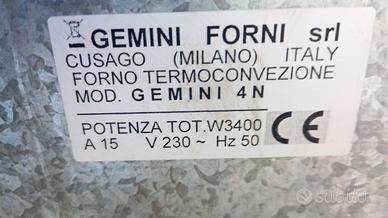 GEMINI FORNI srl
CUSAGO (MILANO) ITALY
FORNO TERMOCONVEZIONE
MOD. GEMINI 4N
POTENZA TOT.W3400
A 15 V 230 ~ Hz 50
CE
subito